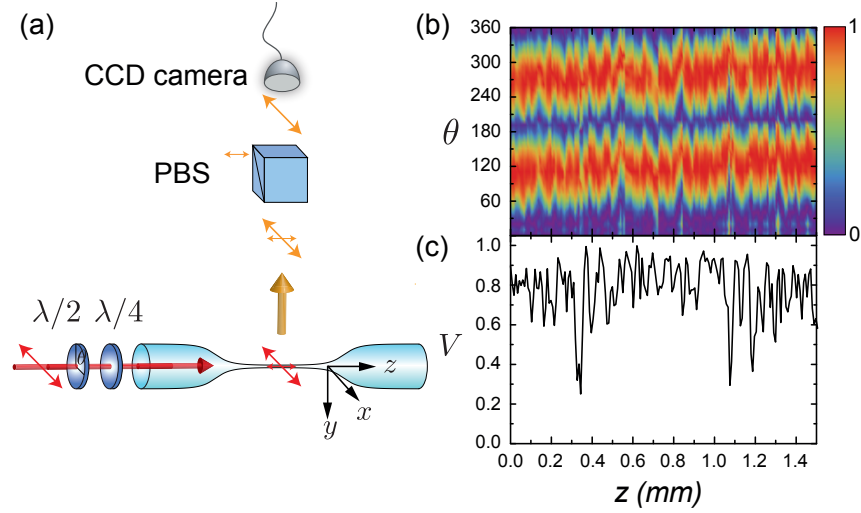 (a)
CCD camera
PBS
λ/2 λ/4
θ
z
x
y
(b)
360
300
240
θ
180
120
60
1
0
(c)
1.0
0.8
V
0.6
0.4
0.2
0.0
0.0 0.2 0.4 0.6 0.8 1.0 1.2 1.4
z (mm)